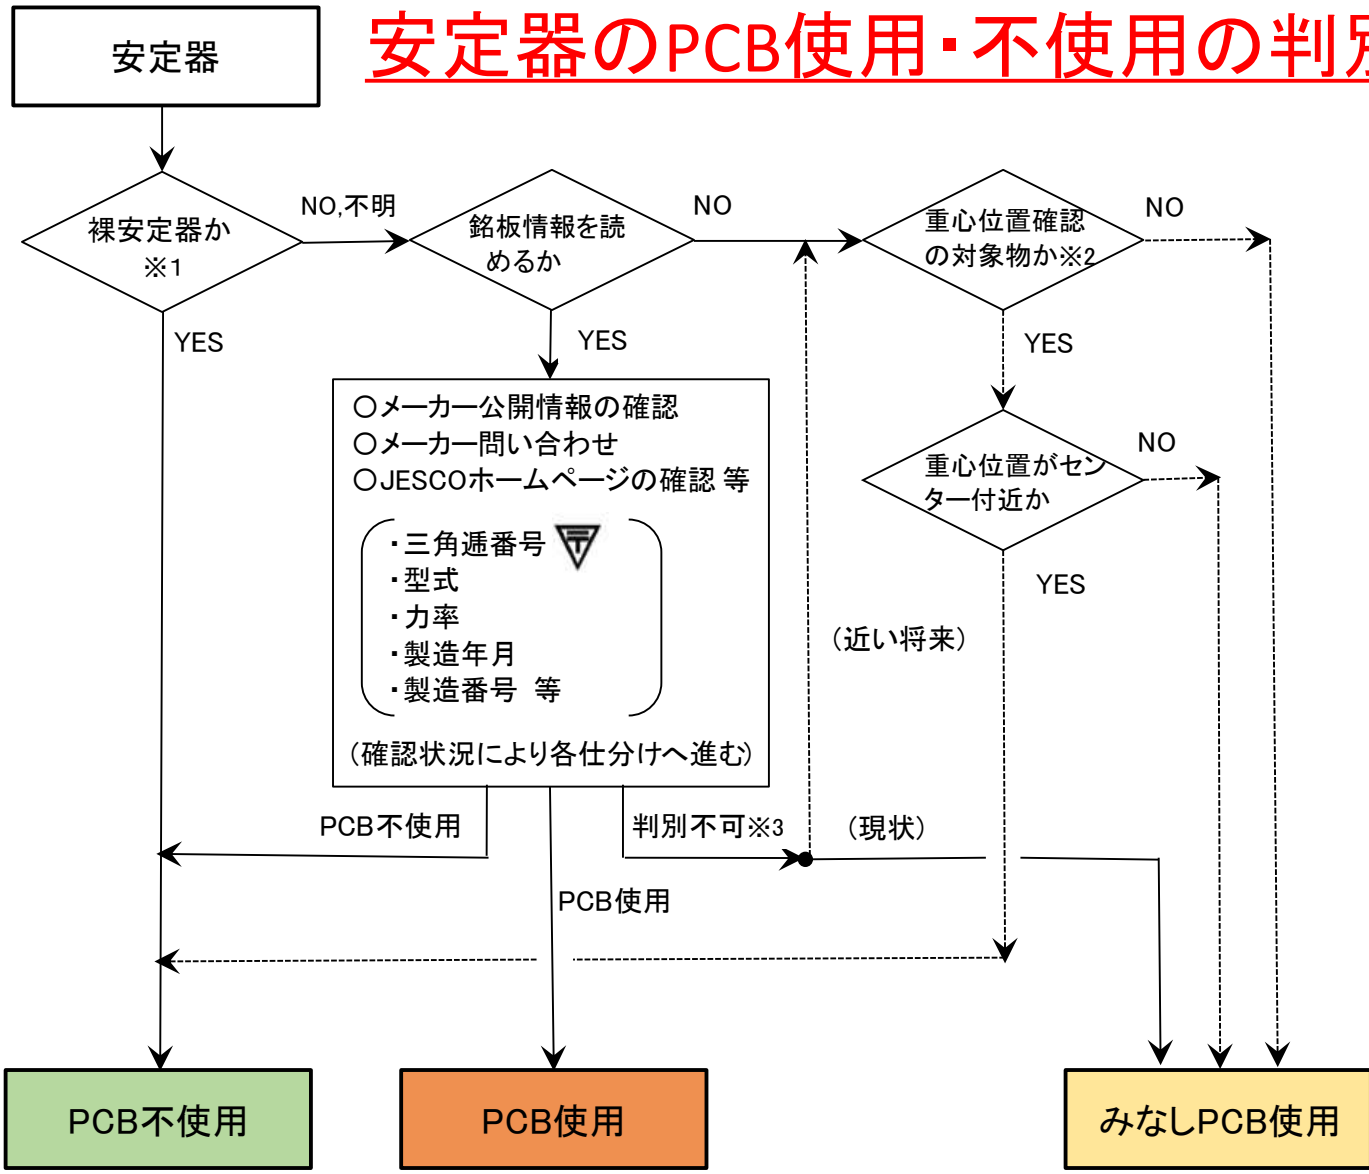 安定器
安定器のPCB使用・不使用の判別
裸安定器か
※1
NO,不明
銘板情報を読
めるか
NO
重心位置確認
の対象物か※2
NO
YES
YES
YES
○メーカー公開情報の確認
○メーカー問い合わせ
○JESCOホームページの確認 等
・三角逓番号 〒
・型式
・力率
・製造年月
・製造番号 等
(確認状況により各仕分けへ進む)
重心位置がセン
ター付近か
NO
YES
(近い将来)
PCB不使用
判別不可※3
(現状)
PCB使用
PCB不使用
PCB使用
みなしPCB使用